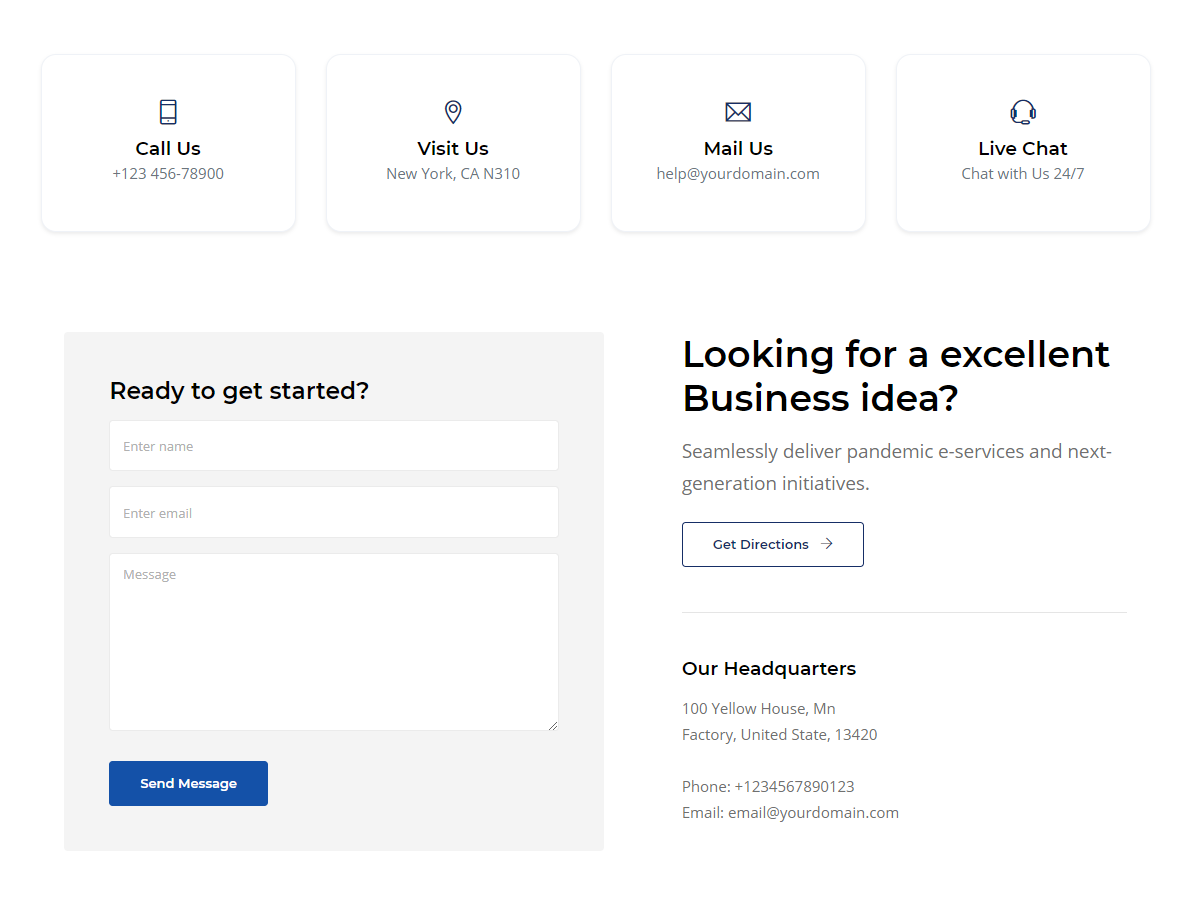 Call Us
+123 456-78900
Visit Us
New York, CA N310
Mail Us
help@yourdomain.com
Live Chat
Chat with Us 24/7
Ready to get started?
Enter name
Enter email
Message
Send Message
Looking for a excellent
Business idea?
Seamlessly deliver pandemic e-services and next-
generation initiatives.
Get Directions
Our Headquarters
100 Yellow House, Mn
Factory, United State, 13420
Phone: +1234567890123
Email: email@yourdomain.com